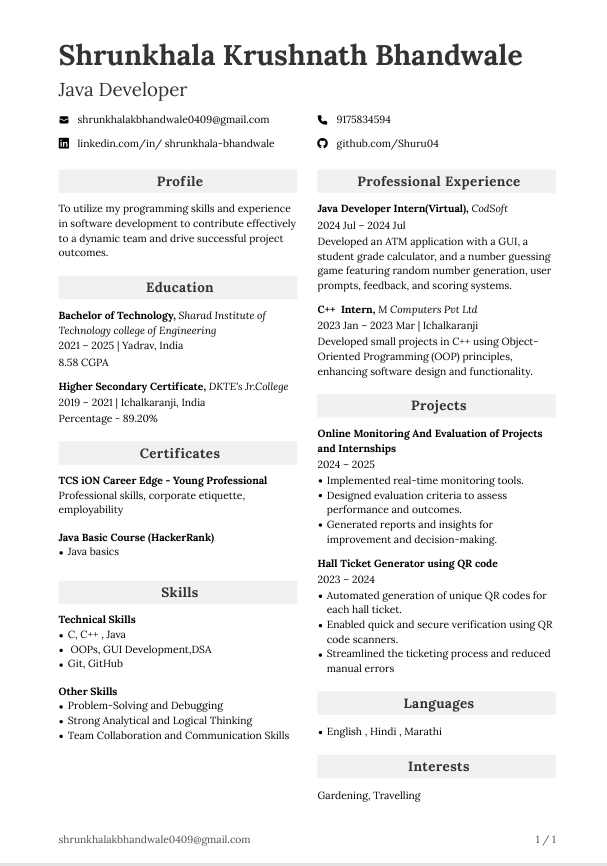 Shrunkhala Krushnath Bhandwale
Java Developer
shrunkhalakbhandwale0409@gmail.com
9175834594
linkedin.com/in/ shrunkhala-bhandwale
github.com/Shuru04
Profile
To utilize my programming skills and experience
in software development to contribute effectively
to a dynamic team and drive successful project
outcomes.
Education
Bachelor of Technology, Sharad Institute of
Technology college of Engineering
2021 – 2025 | Yadrav, India
8.58 CGPA
Higher Secondary Certificate, DKTE's Jr.College
2019 – 2021 | Ichalkaranji, India
Percentage - 89.20%
Certificates
TCS iON Career Edge - Young Professional
Professional skills, corporate etiquette,
employability
Java Basic Course (HackerRank)
• Java basics
Skills
Technical Skills
• C, C++ , Java
• OOPs, GUI Development,DSA
• Git, GitHub
Other Skills
• Problem-Solving and Debugging
• Strong Analytical and Logical Thinking
• Team Collaboration and Communication Skills
Professional Experience
Java Developer Intern(Virtual), CodSoft
2024 Jul – 2024 Jul
Developed an ATM application with a GUI, a
student grade calculator, and a number guessing
game featuring random number generation, user
prompts, feedback, and scoring systems.
C++ Intern, M Computers Pvt Ltd
2023 Jan – 2023 Mar | Ichalkaranji
Developed small projects in C++ using Object-
Oriented Programming (OOP) principles,
enhancing software design and functionality.
Projects
Online Monitoring And Evaluation of Projects
and Internships
2024 – 2025
• Implemented real-time monitoring tools.
• Designed evaluation criteria to assess
performance and outcomes.
• Generated reports and insights for
improvement and decision-making.
Hall Ticket Generator using QR code
2023 – 2024
• Automated generation of unique QR codes for
each hall ticket.
• Enabled quick and secure verification using QR
code scanners.
• Streamlined the ticketing process and reduced
manual errors
Languages
• English , Hindi , Marathi
Interests
Gardening, Travelling
shrunkhalakbhandwale0409@gmail.com
1 / 1